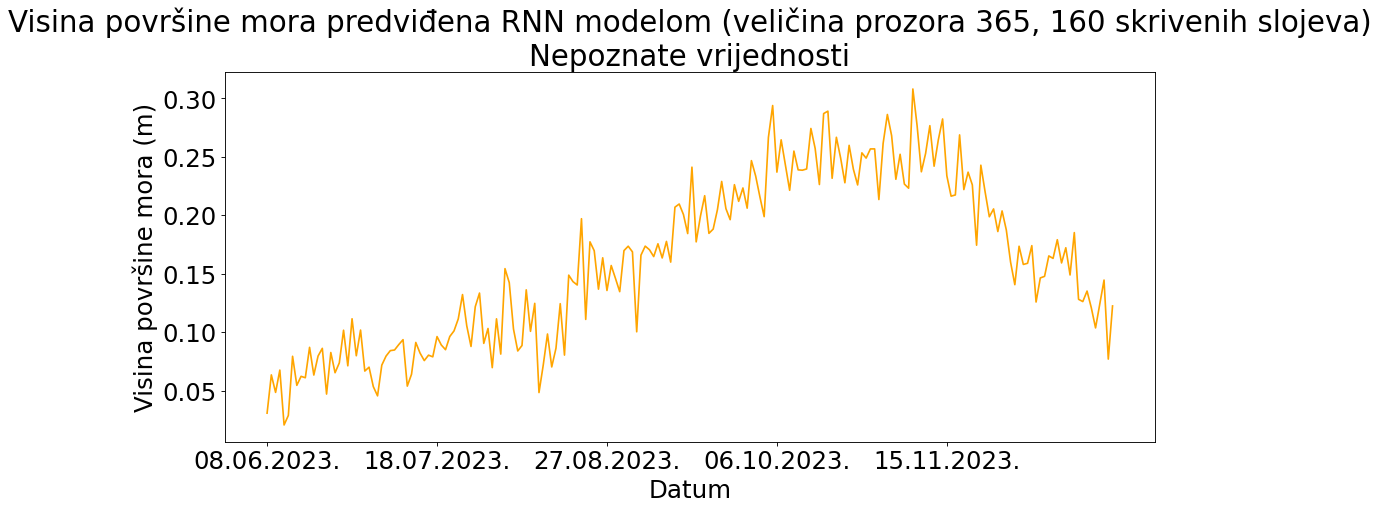 Visina površine mora predviđena RNN modelom (veličina prozora 365, 160 skrivenih slojeva)
Nepoznate vrijednosti
Visina površine mora (m)
0.30
0.25
0.20
0.15
0.10
0.05
08.06.2023. 18.07.2023. 27.08.2023. 06.10.2023. 15.11.2023.
Datum